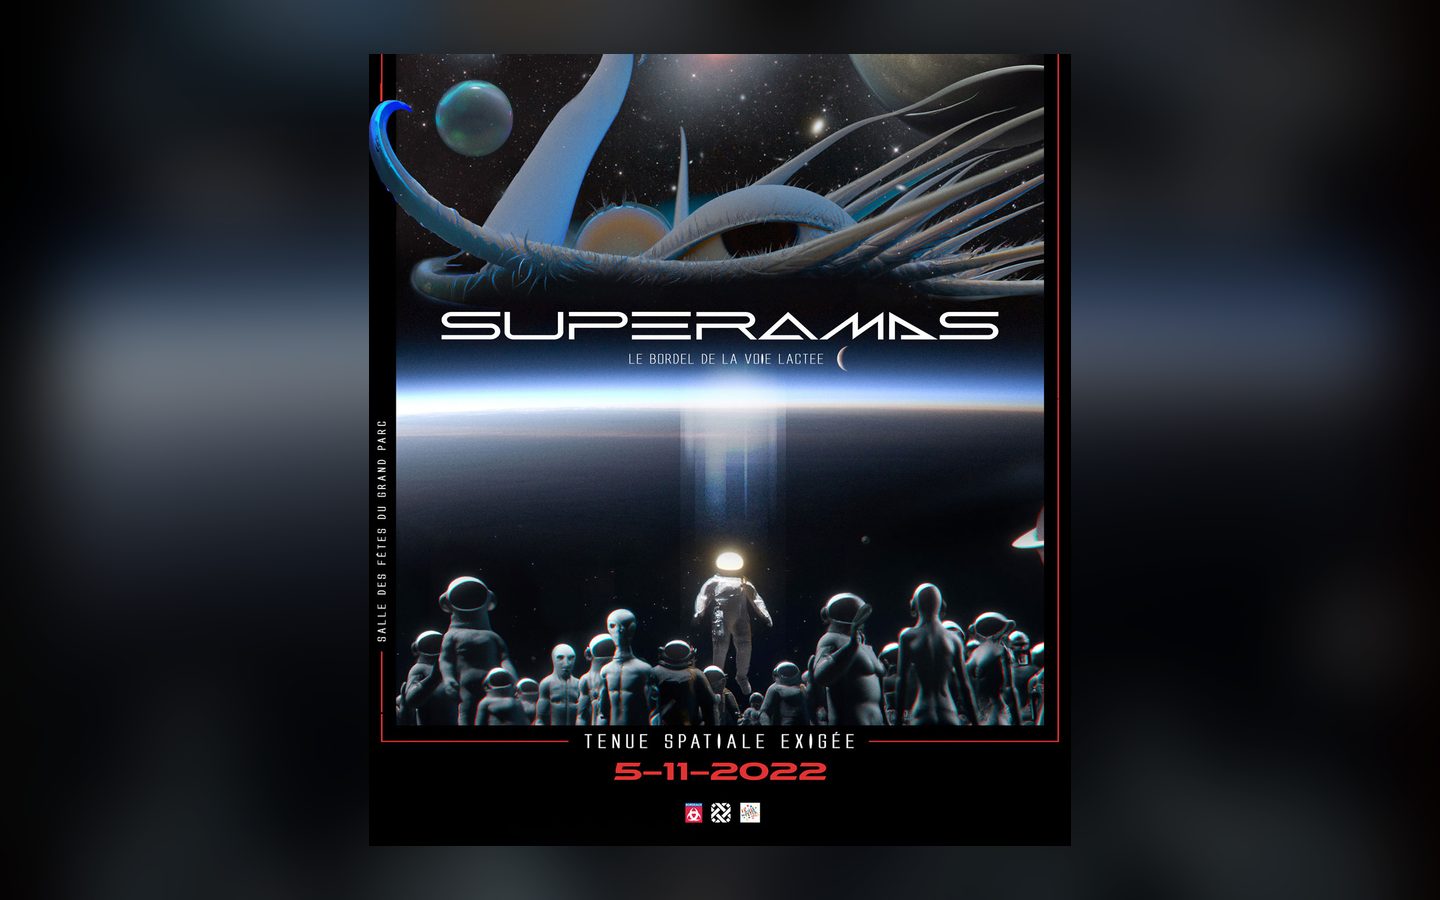 SUPERAMAS
LE BORDEL DE LA VOIE LACTEE
SALLE DES FÊTES DU GRAND PARC
TENUE SPATIALE EXIGÉE
5-11-2022
BORDEAUX